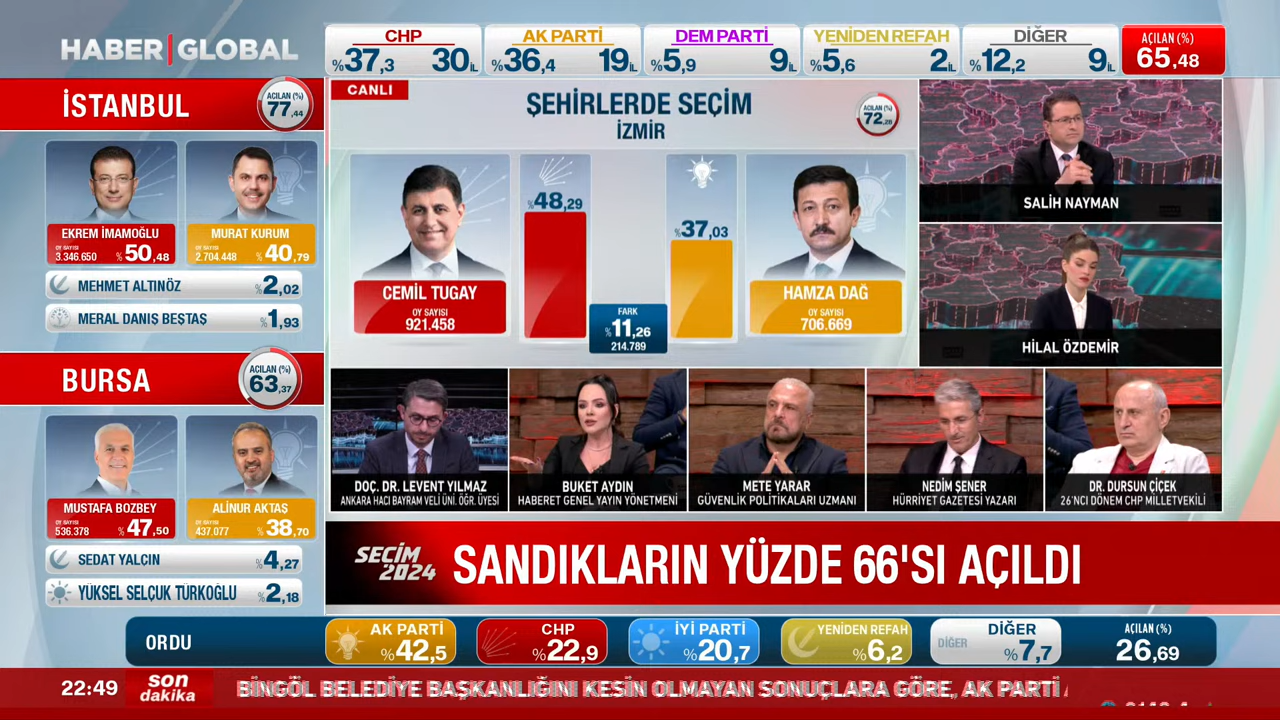 HABER GLOBAL
CHP
%37,3 30İL
AK PARTİ
%36,4 19İL
DEM PARTİ
%5,9 9İL
YENİDEN REFAH
%5,6 2İL
DİĞER
%12,2 9İL
AÇILAN (%)
65,48
İSTANBUL
AÇILAN (%)
77,44
EKREM İMAMOĞLU
OY SAYISI
3.346.650 %50,48
MURAT KURUM
OY SAYISI
2.704.448 %40,79
MEHMET ALTINÖZ %2,02
MERAL DANIŞ BEŞTAŞ %1,93
BURSA
AÇILAN (%)
63,37
MUSTAFA BOZBEY
OY SAYISI
536.378 %47,50
ALİNUR AKTAŞ
OY SAYISI
437.077 %38,70
SEDAT YALÇIN %4,27
YÜKSEL SELÇUK TÜRKOĞLU %2,18
CANLI
ŞEHİRLERDE SEÇİM
İZMİR
AÇILAN (%)
72,26
%48,29
%37,03
CEMİL TUGAY
OY SAYISI
921.458
FARK
%11,26
214.789
HAMZA DAĞ
OY SAYISI
706.669
SALİH NAYMAN
HİLAL ÖZDEMİR
DOÇ. DR. LEVENT YILMAZ
ANKARA HACI BAYRAM VELİ ÜNİ. ÖĞR. ÜYESİ
BUKET AYDIN
HABERET GENEL YAYIN YÖNETMENİ
METE YARAR
GÜVENLİK POLİTİKALARI UZMANI
NEDİM ŞENER
HÜRRİYET GAZETESİ YAZARI
DR. DURSUN ÇİÇEK
26'NCI DÖNEM CHP MİLLETVEKİLİ
SEÇİM
2024
SANDIKLARIN YÜZDE 66'SI AÇILDI
ORDU
AK PARTİ
%42,5
CHP
%22,9
İYİ PARTİ
%20,7
YENİDEN REFAH
%6,2
DİĞER
DİĞER
%7,7
AÇILAN (%)
26,69
22:49
son
dakika
BİNGÖL BELEDİYE BAŞKANLIĞINI KESİN OLMAYAN SONUÇLARA GÖRE, AK PARTİ